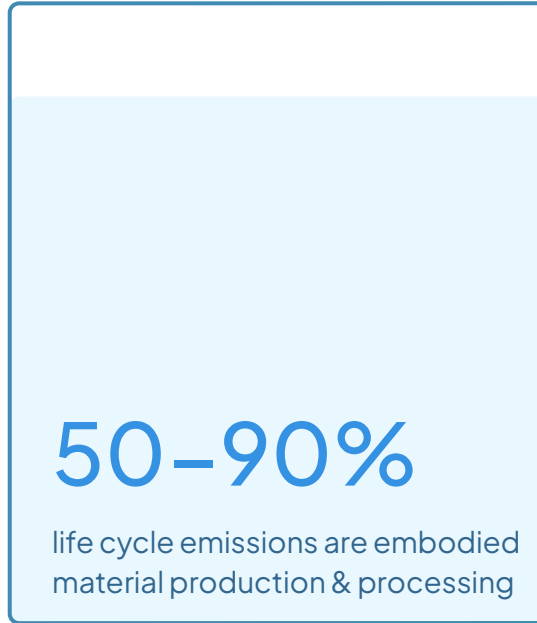 50–90%
life cycle emissions are embodied
material production & processing